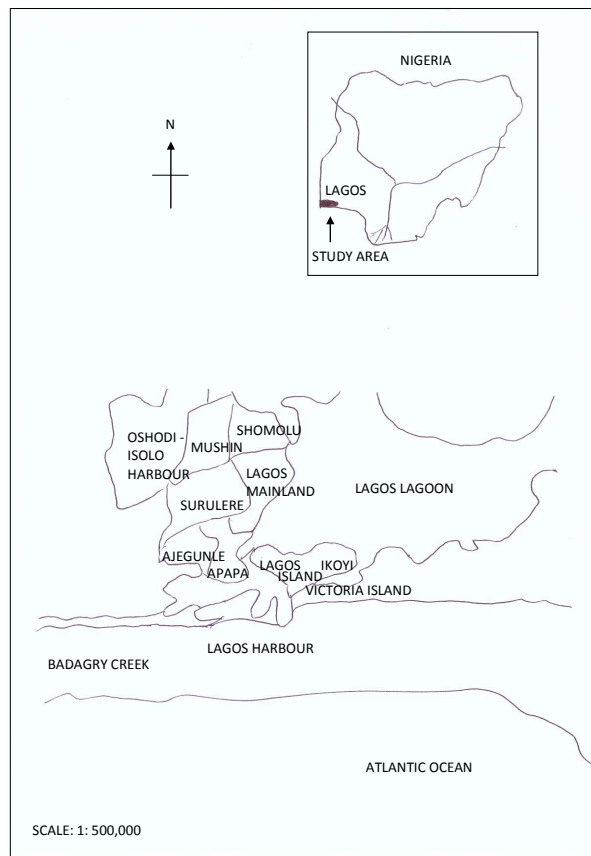 NIGERIA
N
LAGOS
STUDY AREA
OSHODI -
ISOLO
HARBOUR
MUSHIN
SHOMOLU
LAGOS
MAINLAND
LAGOS LAGOON
SURULERE
AJEGUNLE
APAPA
LAGOS
ISLAND
IKOYI
VICTORIA ISLAND
LAGOS HARBOUR
BADAGRY CREEK
ATLANTIC OCEAN
SCALE: 1: 500,000